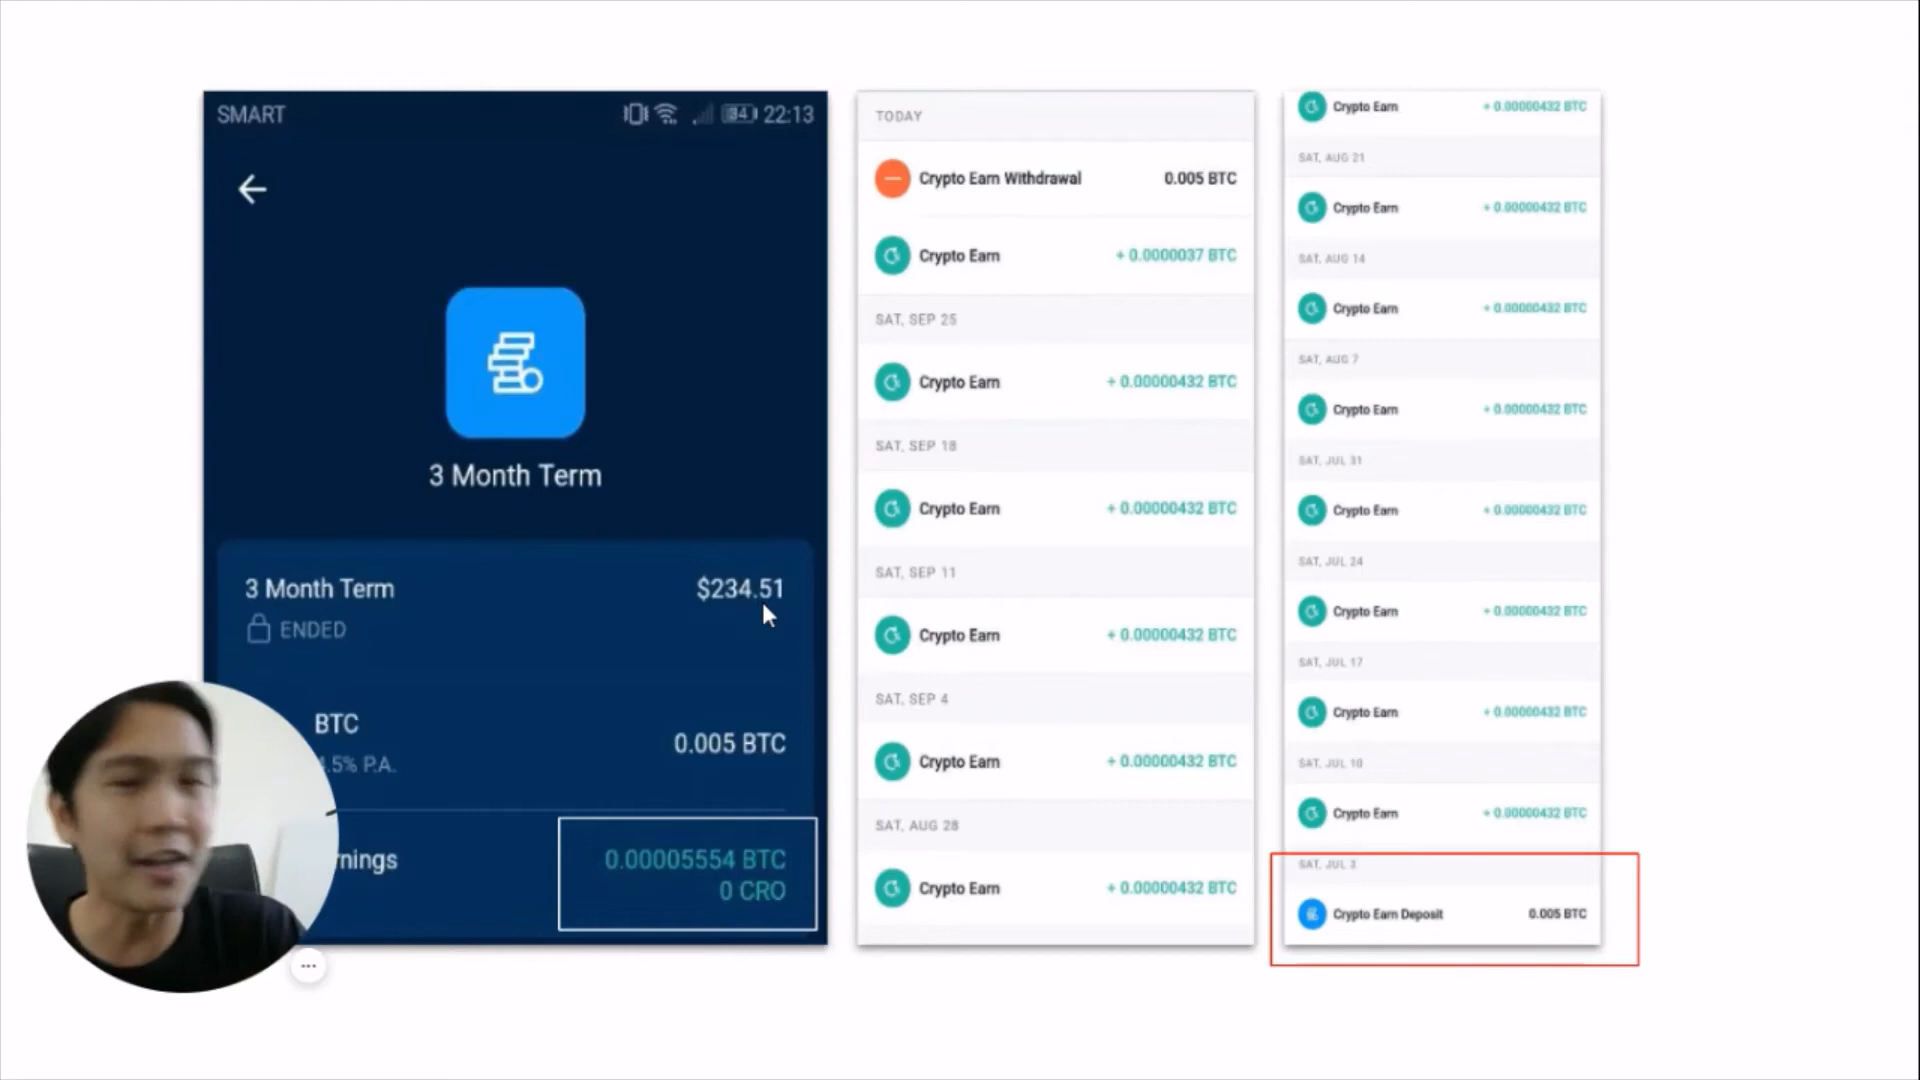 SMART
84
22:13
3 Month Term
3 Month Term
$234.51
ENDED
BTC
.5% P.A.
0.005 BTC
rnings
0.00005554 BTC
0 CRO
TODAY
Crypto Earn Withdrawal
0.005 BTC
Crypto Earn
+ 0.0000037 BTC
SAT, SEP 25
Crypto Earn
+ 0.00000432 BTC
SAT, SEP 18
Crypto Earn
+ 0.00000432 BTC
SAT, SEP 11
Crypto Earn
+ 0.00000432 BTC
SAT, SEP 4
Crypto Earn
+ 0.00000432 BTC
SAT, AUG 28
Crypto Earn
+ 0.00000432 BTC
Crypto Earn
+ 0.00000432 BTC
SAT, AUG 21
Crypto Earn
+ 0.00000432 BTC
SAT, AUG 14
Crypto Earn
+ 0.00000432 BTC
SAT, AUG 7
Crypto Earn
+ 0.00000432 BTC
SAT, JUL 31
Crypto Earn
+ 0.00000432 BTC
SAT, JUL 24
Crypto Earn
+ 0.00000432 BTC
SAT, JUL 17
Crypto Earn
+ 0.00000432 BTC
SAT, JUL 10
Crypto Earn
+ 0.00000432 BTC
SAT, JUL 3
Crypto Earn Deposit
0.005 BTC